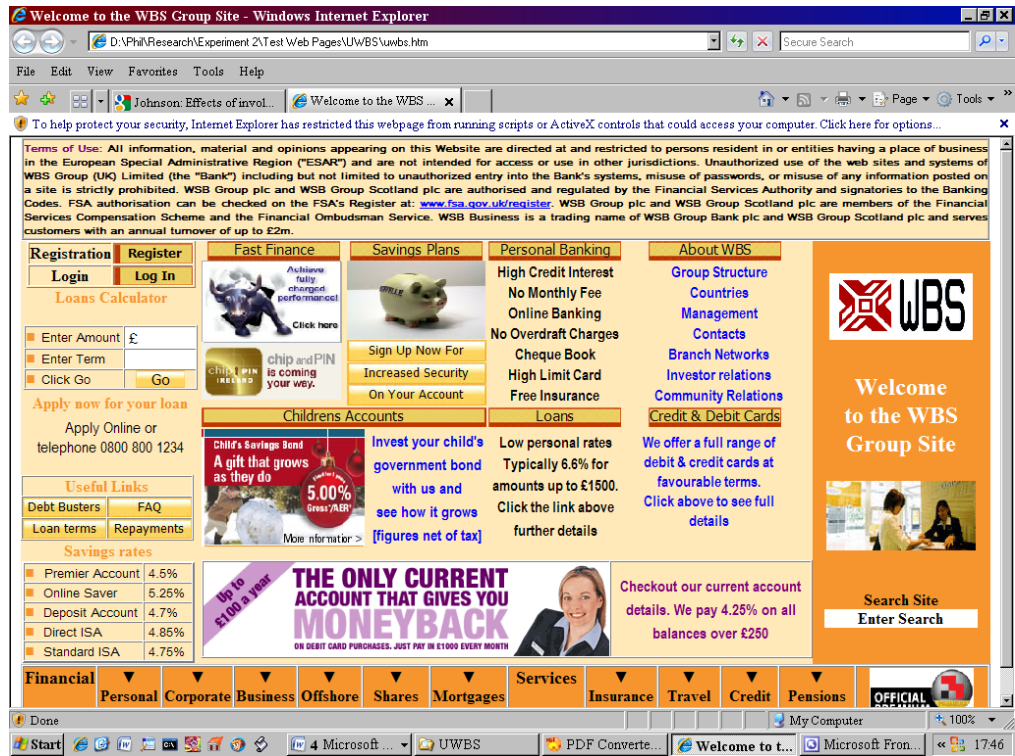 Welcome to the WBS Group Site - Windows Internet Explorer
D:\Phil\Research\Experiment 2\Test Web Pages\UWBS\uwbs.htm
Secure Search
File Edit View Favorites Tools Help
Johnson: Effects of invol...
Welcome to the WBS ...
Page
Tools
To help protect your security, Internet Explorer has restricted this webpage from running scripts or ActiveX controls that could access your computer. Click here for options...
Terms of Use: All information, material and opinions appearing on this Website are directed at and restricted to persons resident in or entities having a place of business
in the European Special Administrative Region ("ESAR") and are not intended for access or use in other jurisdictions. Unauthorized use of the web sites and systems of
WBS Group (UK) Limited (the "Bank") including but not limited to unauthorized entry into the Bank's systems, misuse of passwords, or misuse of any information posted on
a site is strictly prohibited. WSB Group plc and WSB Group Scotland plc are authorised and regulated by the Financial Services Authority and signatories to the Banking
Codes. FSA authorisation can be checked on the FSA's Register at: www.fsa.gov.uk/register. WSB Group plc and WSB Group Scotland plc are members of the Financial
Services Compensation Scheme and the Financial Ombudsman Service. WSB Business is a trading name of WSB Group Bank plc and WSB Group Scotland plc and serves
customers with an annual turnover of up to £2m.
Registration Register
Login Log In
Loans Calculator
Enter Amount £
Enter Term
Click Go Go
Apply now for your loan
Apply Online or
telephone 0800 800 1234
Useful Links
Debt Busters FAQ
Loan terms Repayments
Savings rates
Premier Account 4.5%
Online Saver 5.25%
Deposit Account 4.7%
Direct ISA 4.85%
Standard ISA 4.75%
Fast Finance
Achieve
fully
charged
performance!
Click here
chip PIN
IRELAND
chip and PIN
is coming
your way.
Savings Plans
Sign Up Now For
Increased Security
On Your Account
Personal Banking
High Credit Interest
No Monthly Fee
Online Banking
No Overdraft Charges
Cheque Book
High Limit Card
Free Insurance
About WBS
Group Structure
Countries
Management
Contacts
Branch Networks
Investor relations
Community Relations
Childrens Accounts
Child's Savings Bond
A gift that grows
as they do
5.00%
Gross*/AER*
More information >
Invest your child's
government bond
with us and
see how it grows
[figures net of tax]
Loans
Low personal rates
Typically 6.6% for
amounts up to £1500.
Click the link above
further details
Credit & Debit Cards
We offer a full range of
debit & credit cards at
favourable terms.
Click above to see full
details
Up to
£100 a year
THE ONLY CURRENT
ACCOUNT THAT GIVES YOU
MONEYBACK
ON DEBIT CARD PURCHASES. JUST PAY IN £1000 EVERY MONTH
Checkout our current account
details. We pay 4.25% on all
balances over £250
WBS
Welcome
to the WBS
Group Site
Search Site
Enter Search
Financial
Personal Corporate Business Offshore Shares Mortgages
Services
Insurance Travel Credit Pensions
OFFICIAL
Done
My Computer
100%
Start
4 Microsoft ...
UWBS
PDF Converte...
Welcome to t...
Microsoft Fron...
17:46